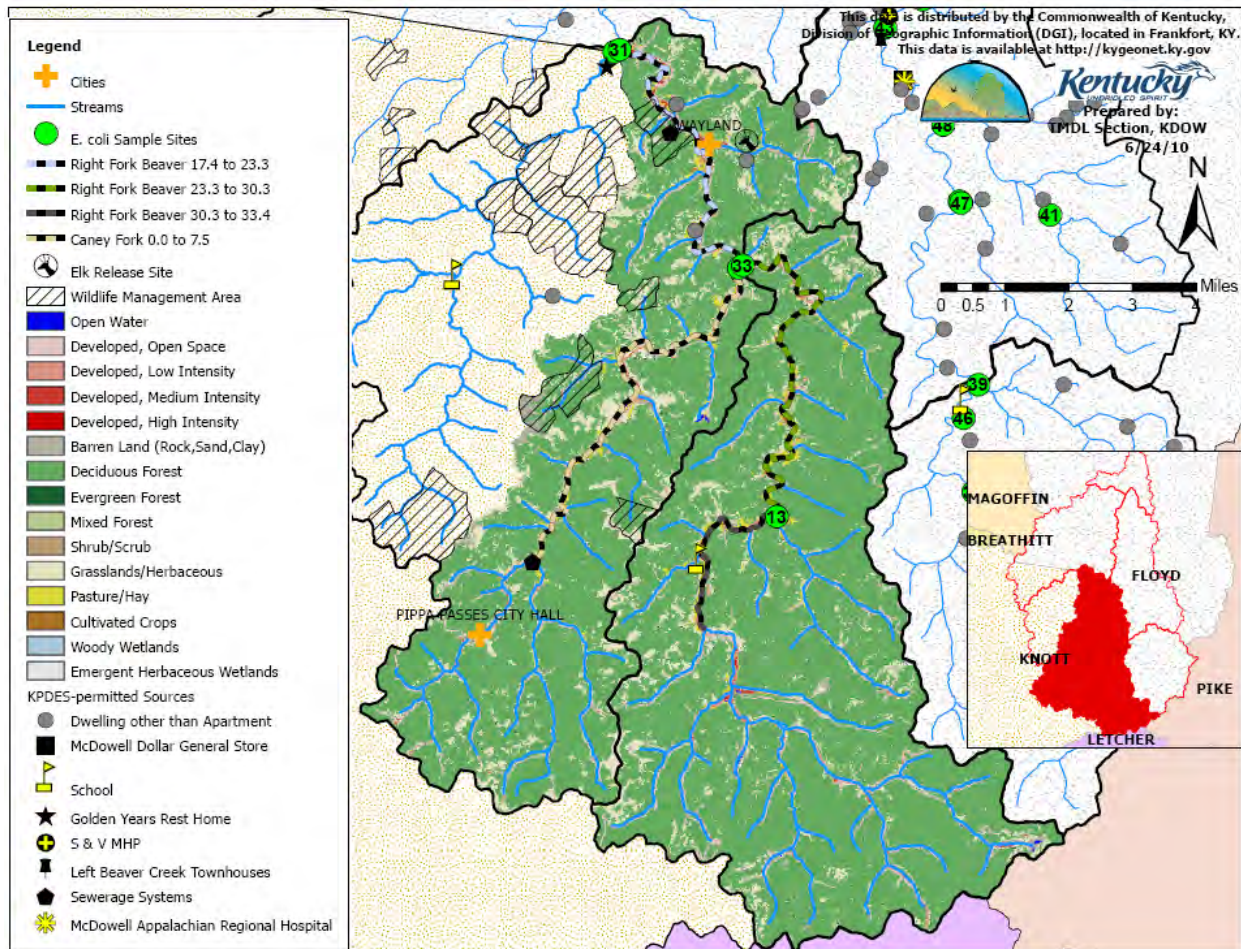 Legend
Cities
Streams
E. coli Sample Sites
Right Fork Beaver 17.4 to 23.3
Right Fork Beaver 23.3 to 30.3
Right Fork Beaver 30.3 to 33.4
Caney Fork 0.0 to 7.5
Elk Release Site
Wildlife Management Area
Open Water
Developed, Open Space
Developed, Low Intensity
Developed, Medium Intensity
Developed, High Intensity
Barren Land (Rock,Sand,Clay)
Deciduous Forest
Evergreen Forest
Mixed Forest
Shrub/Scrub
Grasslands/Herbaceous
Pasture/Hay
Cultivated Crops
Woody Wetlands
Emergent Herbaceous Wetlands
KPDES-permitted Sources
Dwelling other than Apartment
McDowell Dollar General Store
School
Golden Years Rest Home
S & V MHP
Left Beaver Creek Townhouses
Sewerage Systems
McDowell Appalachian Regional Hospital
This data is distributed by the Commonwealth of Kentucky,
Division of Geographic Information (DGI), located in Frankfort, KY.
This data is available at http://kygeonet.ky.gov
Kentucky
UNBRIDLED SPIRIT
Prepared by:
TMDL Section, KDOW
6/24/10
N
Miles
0 0.5 1 2 3 4
31
43
WAYLAND
48
47
41
33
39
46
13
PIPPA PASSES CITY HALL
MAGOFFIN
BREATHITT
FLOYD
KNOTT
PIKE
LETCHER